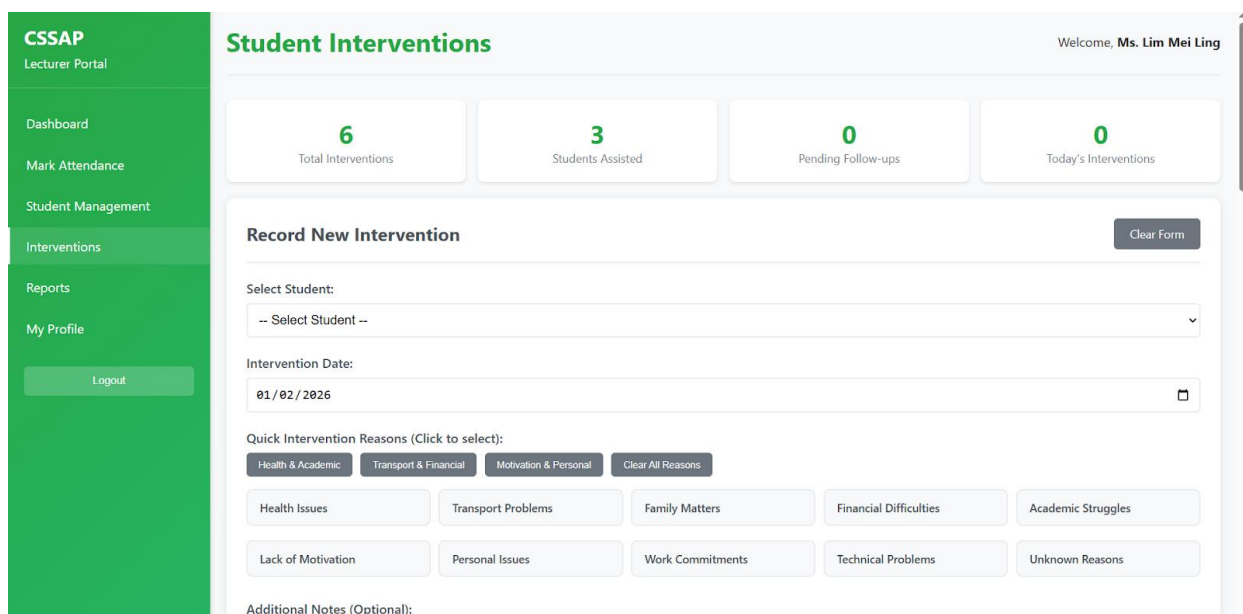 CSSAP
Lecturer Portal
Dashboard
Mark Attendance
Student Management
Interventions
Reports
My Profile
Logout
Student Interventions
Welcome, Ms. Lim Mei Ling
6
Total Interventions
3
Students Assisted
0
Pending Follow-ups
0
Today's Interventions
Record New Intervention
Clear Form
Select Student:
-- Select Student --
Intervention Date:
01/02/2026
Quick Intervention Reasons (Click to select):
Health & Academic
Transport & Financial
Motivation & Personal
Clear All Reasons
Health Issues
Transport Problems
Family Matters
Financial Difficulties
Academic Struggles
Lack of Motivation
Personal Issues
Work Commitments
Technical Problems
Unknown Reasons
Additional Notes (Optional):